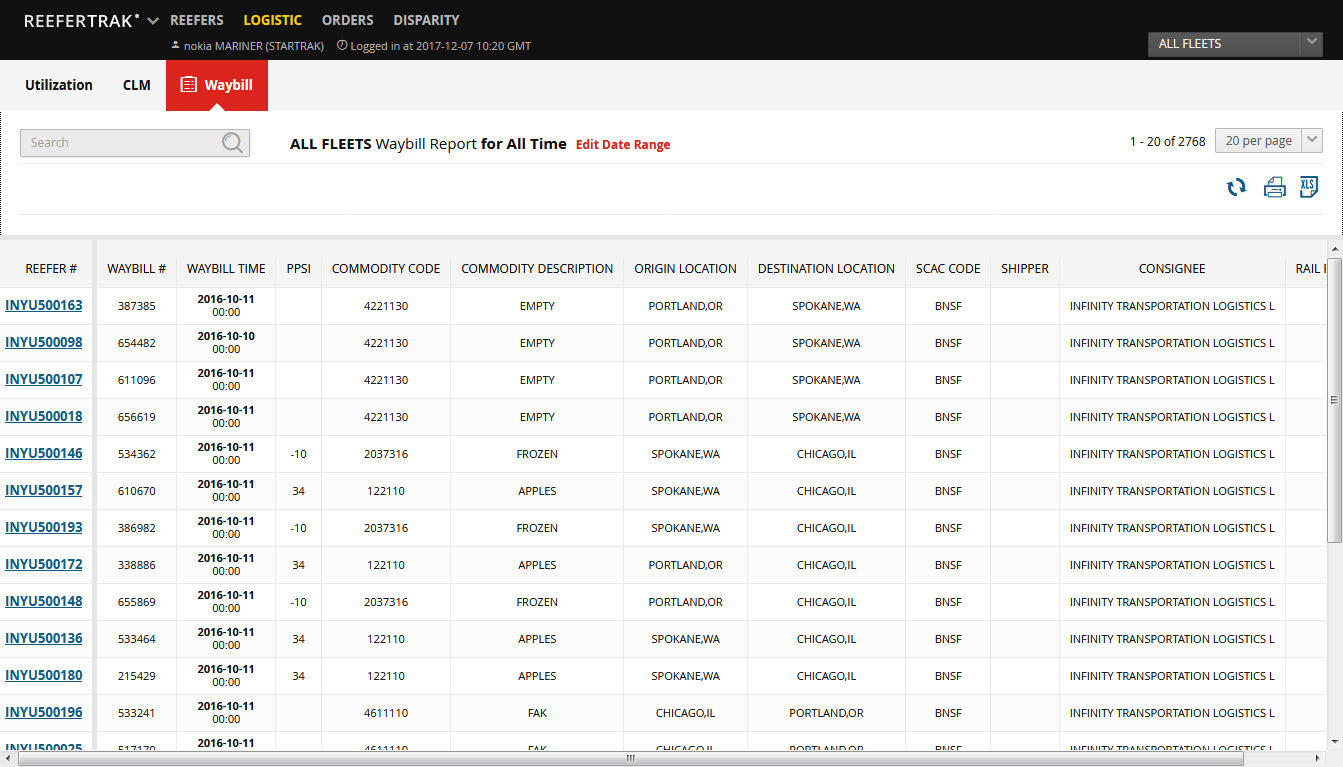 REEFERTRAK REEFERS LOGISTIC ORDERS DISPARITY
nokia MARINER (STARTRAK) Logged in at 2017-12-07 10:20 GMT
ALL FLEETS
Utilization CLM Waybill
Search ALL FLEETS Waybill Report for All Time Edit Date Range 1 - 20 of 2768 20 per page
XLS
REEFER # WAYBILL # WAYBILL TIME PPSI COMMODITY CODE COMMODITY DESCRIPTION ORIGIN LOCATION DESTINATION LOCATION SCAC CODE SHIPPER CONSIGNEE RAIL
INYU500163 387385 2016-10-11 00:00 4221130 EMPTY PORTLAND,OR SPOKANE,WA BNSF INFINITY TRANSPORTATION LOGISTICS L
INYU500098 654482 2016-10-10 00:00 4221130 EMPTY PORTLAND,OR SPOKANE,WA BNSF INFINITY TRANSPORTATION LOGISTICS L
INYU500107 611096 2016-10-11 00:00 4221130 EMPTY PORTLAND,OR SPOKANE,WA BNSF INFINITY TRANSPORTATION LOGISTICS L
INYU500018 656619 2016-10-11 00:00 4221130 EMPTY PORTLAND,OR SPOKANE,WA BNSF INFINITY TRANSPORTATION LOGISTICS L
INYU500146 534362 2016-10-11 00:00 -10 2037316 FROZEN SPOKANE,WA CHICAGO,IL BNSF INFINITY TRANSPORTATION LOGISTICS L
INYU500157 610670 2016-10-11 00:00 34 122110 APPLES SPOKANE,WA CHICAGO,IL BNSF INFINITY TRANSPORTATION LOGISTICS L
INYU500193 386982 2016-10-11 00:00 -10 2037316 FROZEN SPOKANE,WA CHICAGO,IL BNSF INFINITY TRANSPORTATION LOGISTICS L
INYU500172 338886 2016-10-11 00:00 34 122110 APPLES PORTLAND,OR CHICAGO,IL BNSF INFINITY TRANSPORTATION LOGISTICS L
INYU500148 655869 2016-10-11 00:00 -10 2037316 FROZEN PORTLAND,OR CHICAGO,IL BNSF INFINITY TRANSPORTATION LOGISTICS L
INYU500136 533464 2016-10-11 00:00 34 122110 APPLES SPOKANE,WA CHICAGO,IL BNSF INFINITY TRANSPORTATION LOGISTICS L
INYU500180 215429 2016-10-11 00:00 34 122110 APPLES SPOKANE,WA CHICAGO,IL BNSF INFINITY TRANSPORTATION LOGISTICS L
INYU500196 533241 2016-10-11 00:00 4611110 FAK CHICAGO,IL PORTLAND,OR BNSF INFINITY TRANSPORTATION LOGISTICS L
INYU500025 517170 2016-10-11 4611110 FAK CHICAGO,IL PORTLAND,OR BNSF INFINITY TRANSPORTATION LOGISTICS L